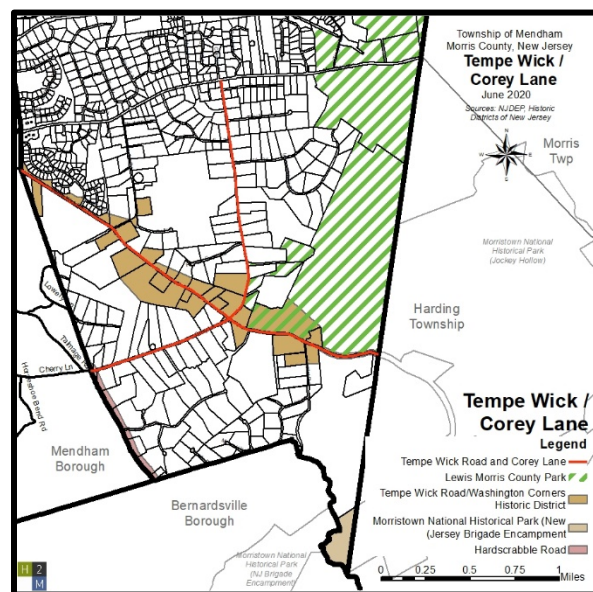 Township of Mendham
Morris County, New Jersey
Tempe Wick /
Corey Lane
June 2020
Sources: NJDEP, Historic
Districts of New Jersey
N
W
E
S
Morris
Twp
Morristown National
Historical Park
(Jockey Hollow)
Harding
Township
Cherry Ln
Mendham
Borough
Bernardsville
Borough
Morristown National
Historical Park
(NJ Brigade
Encampment)
Tempe Wick /
Corey Lane
Legend
Tempe Wick Road and Corey Lane
Lewis Morris County Park
Tempe Wick Road/Washington Corners
Historic District
Morristown National Historical Park (New
(Jersey Brigade Encampment
Hardscrabble Road
0 0.25 0.5 1
Miles
H 2
M